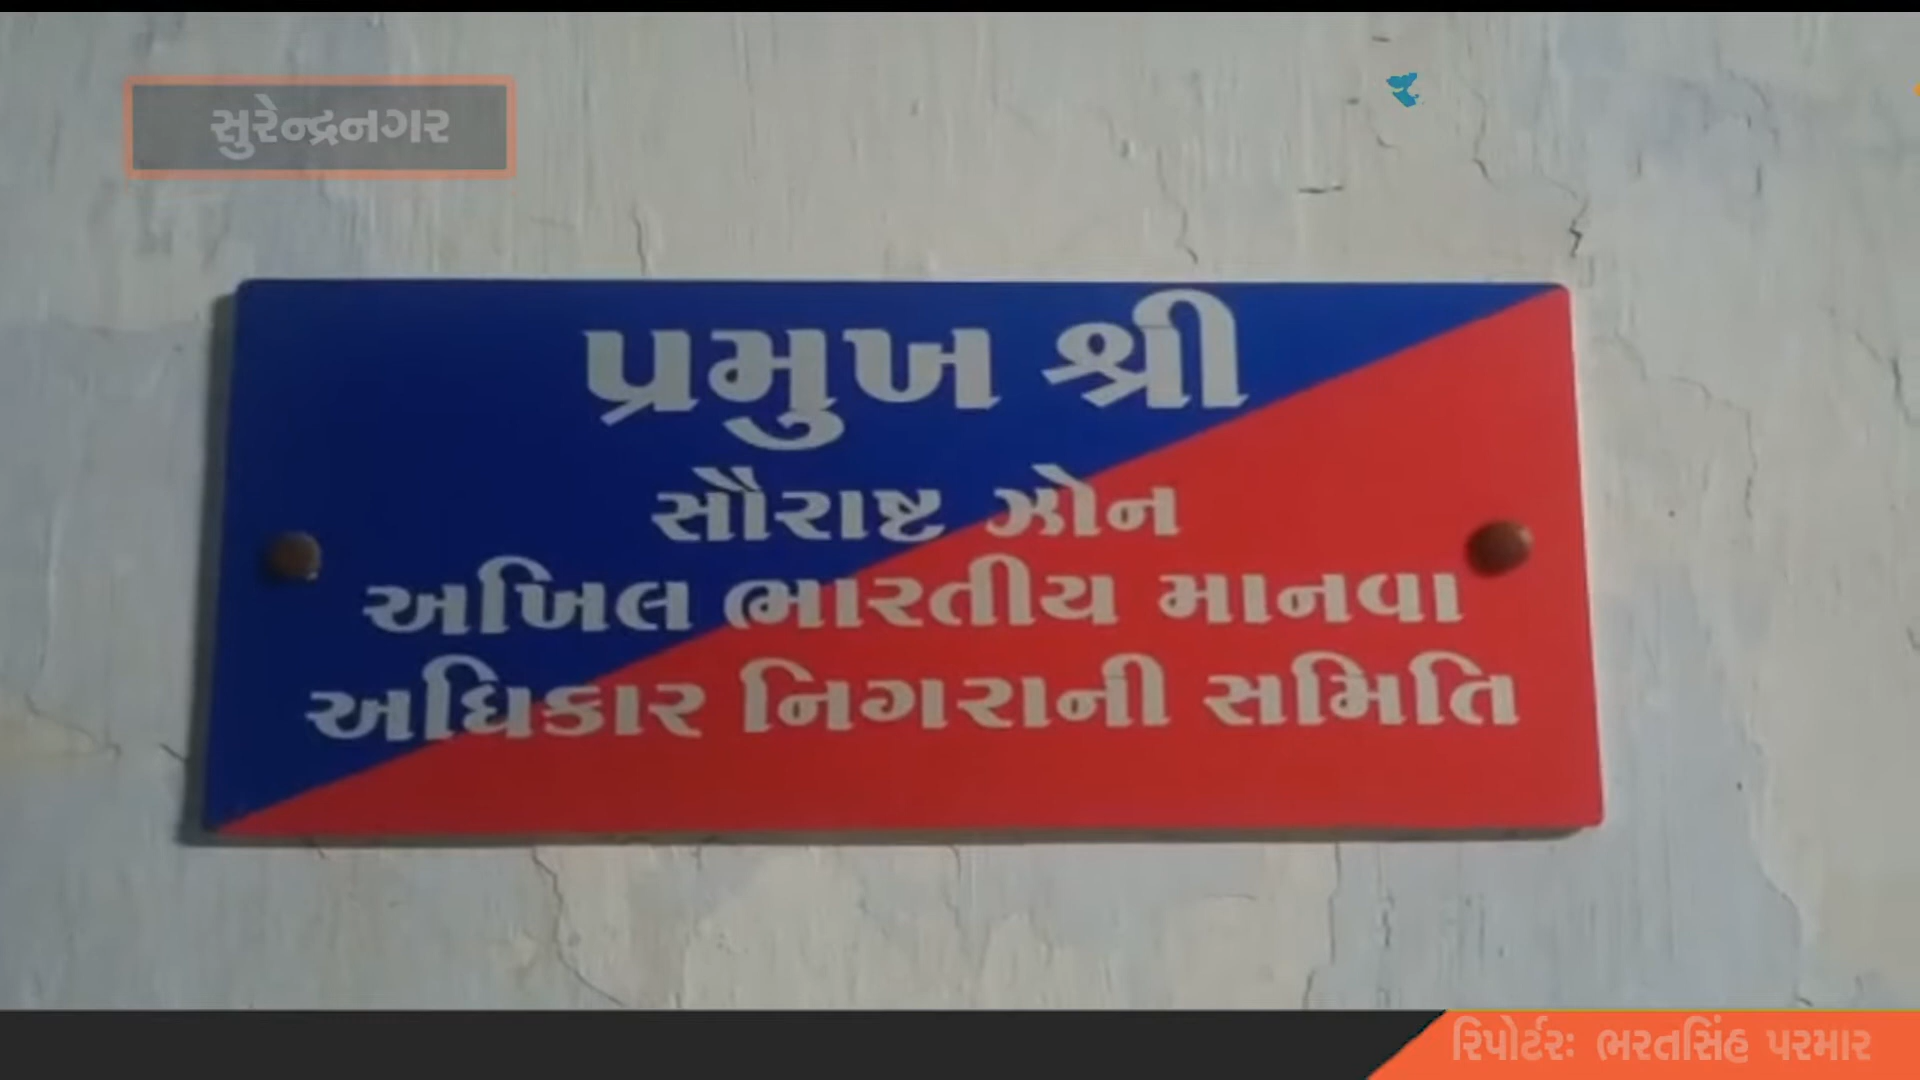 સુરેન્દ્રનગર
પ્રમુખ શ્રી
સૌરાષ્ટ્ર ઝોન
અખિલ ભારતીય માનવા
અધિકાર નિગરાની સમિતિ
રિપોર્ટરઃ ભરતસિંહ પરમાર